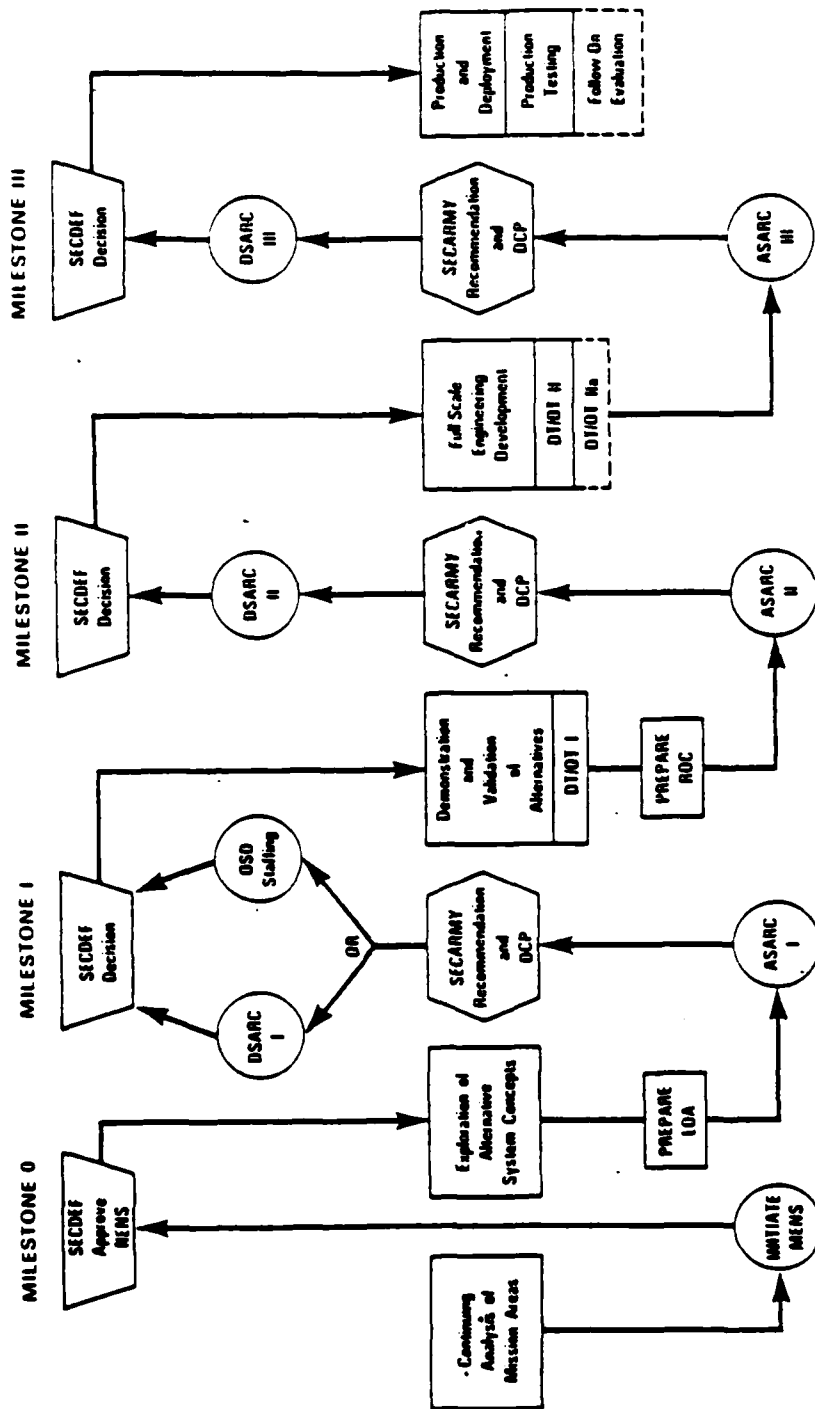 MILESTONE 0
SECDEF
Approve
NENS
Continuing
Analysis of
Mission Areas
INITIATE
MENS
Exploration of
Alternative
System Concepts
PREPARE
LOA
MILESTONE I
SECDEF
Decision
DSARC
I
OSD
Staffing
OR
SECARMY
Recommendation
and
DCP
ASARC
I
Demonstration
and
Validation
of
Alternatives
DT/OT I
PREPARE
ROC
MILESTONE II
SECDEF
Decision
DSARC
II
SECARMY
Recommendation
and
DCP
ASARC
II
Full Scale
Engineering
Development
DT/OT II
DT/OT IIa
MILESTONE III
SECDEF
Decision
DSARC
III
SECARMY
Recommendation
and
DCP
ASARC
III
Production
and
Deployment
Production
Testing
Follow On
Evaluation